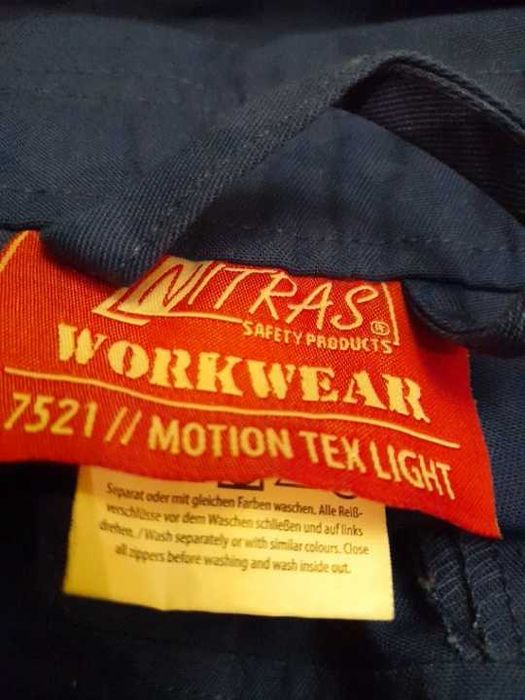 NITRAS ®
SAFETY PRODUCTS
WORKWEAR
7521 // MOTION TEX LIGHT
Separat oder mit gleichen Farben waschen. Alle Reiß-
verschlüsse vor dem Waschen schließen und auf links
drehen. / Wash separately or with similar colours. Close
all zippers before washing and wash inside out.